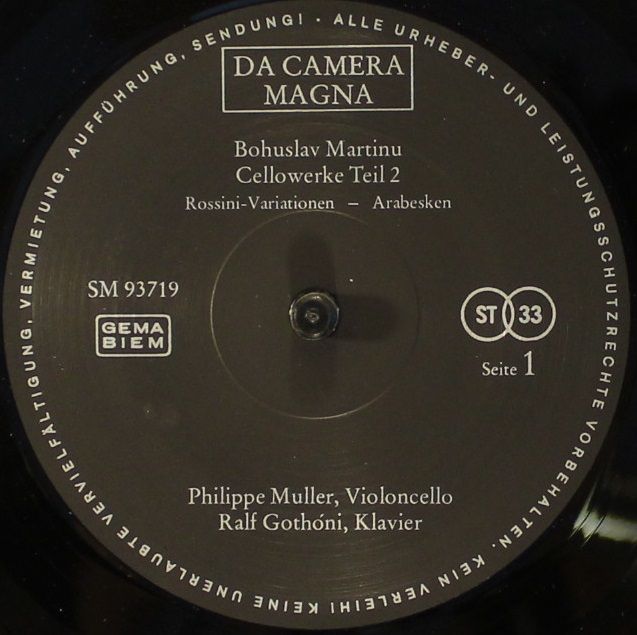 DA CAMERA
MAGNA
Bohuslav Martinu
Cellowerke Teil 2
Rossini-Variationen – Arabesken
SM 93719
GEMA
BIEM
ST 33
Seite 1
Philippe Muller, Violoncello
Ralf Gothóni, Klavier
ALLE URHEBER- UND LEISTUNGSSCHUTZRECHTE VORBEHALTEN. KEIN VERLEIH! KEINE UNERLAUBTE VERVIELFÄLTIGUNG, VERMIETUNG, AUFFÜHRUNG, SENDUNG! ·